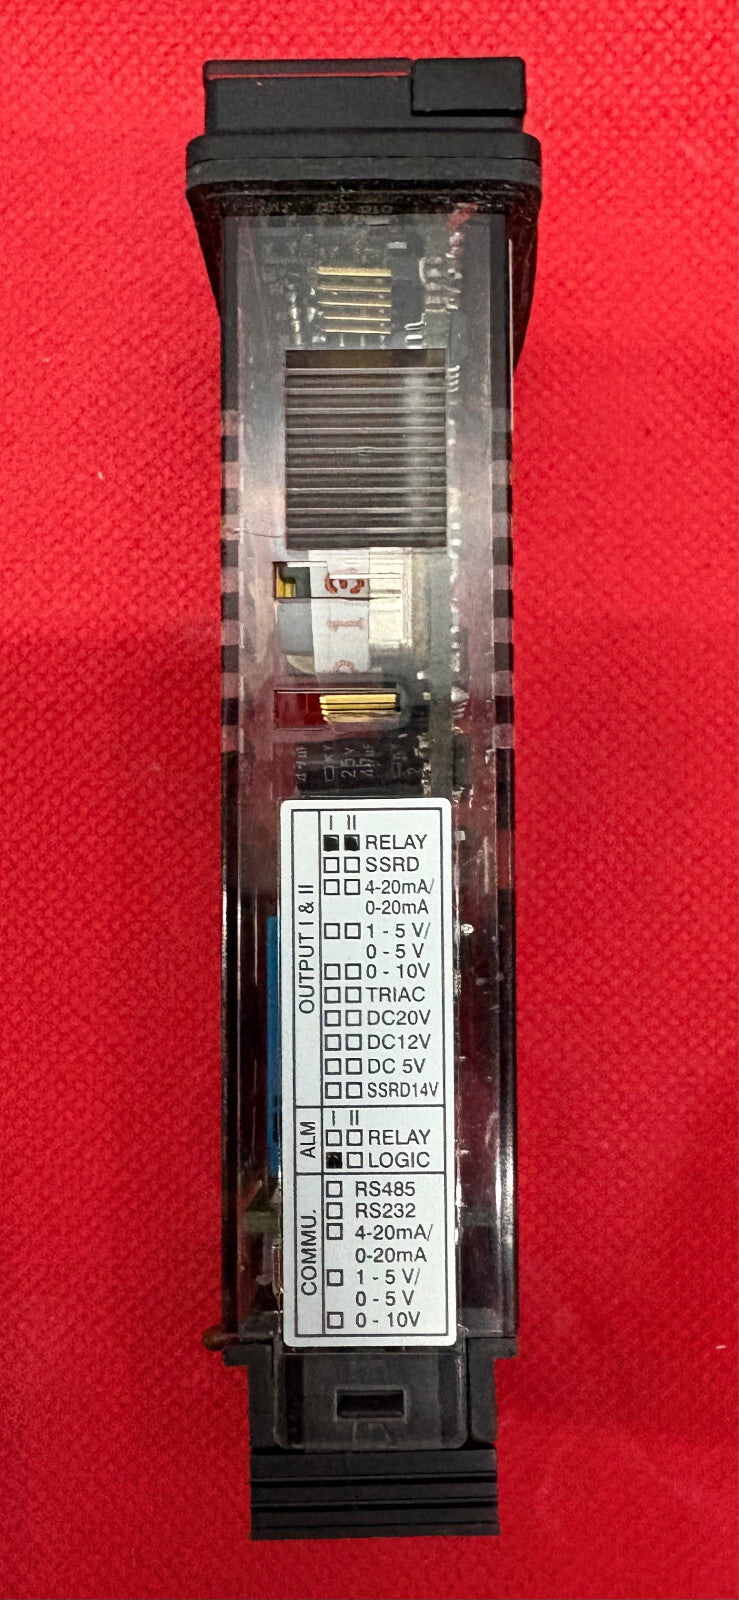 25V
47µF
I II
RELAY
SSRD
4-20mA/
0-20mA
1 - 5 V/
0 - 5 V
0 - 10V
TRIAC
DC20V
DC12V
DC 5V
SSRD14V
OUTPUT I & II
I II
RELAY
LOGIC
ALM
RS485
RS232
4-20mA/
0-20mA
1 - 5 V/
0 - 5 V
0 - 10V
COMMU.